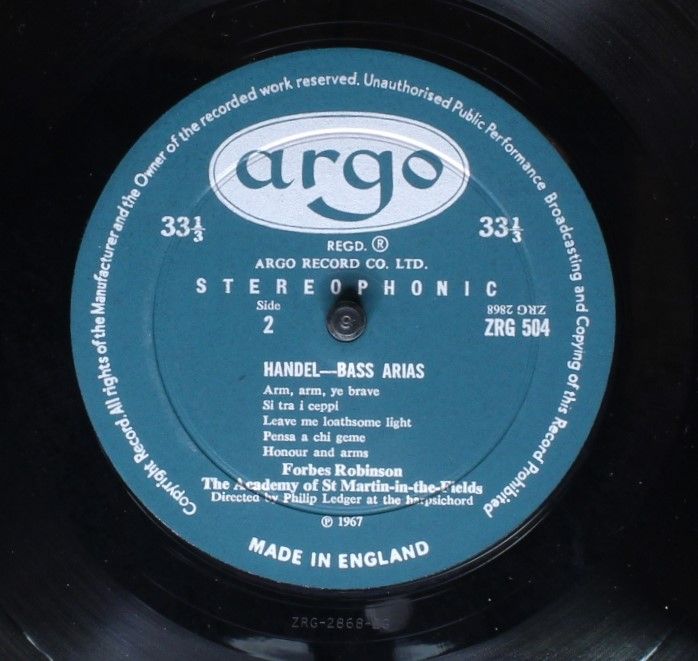 Copyright Record. All rights of the Manufacturer and the Owner of the recorded work reserved. Unauthorised Public Performance Broadcasting and Copying of this Record Prohibited
argo
33⅓
33⅓
REGD. ®
ARGO RECORD CO. LTD.
STEREOPHONIC
Side
2
ZRG 2868
ZRG 504
HANDEL—BASS ARIAS
Arm, arm, ye brave
Si tra i ceppi
Leave me loathsome light
Pensa a chi geme
Honour and arms
Forbes Robinson
The Academy of St Martin-in-the-Fields
Directed by Philip Ledger at the harpsichord
℗ 1967
MADE IN ENGLAND